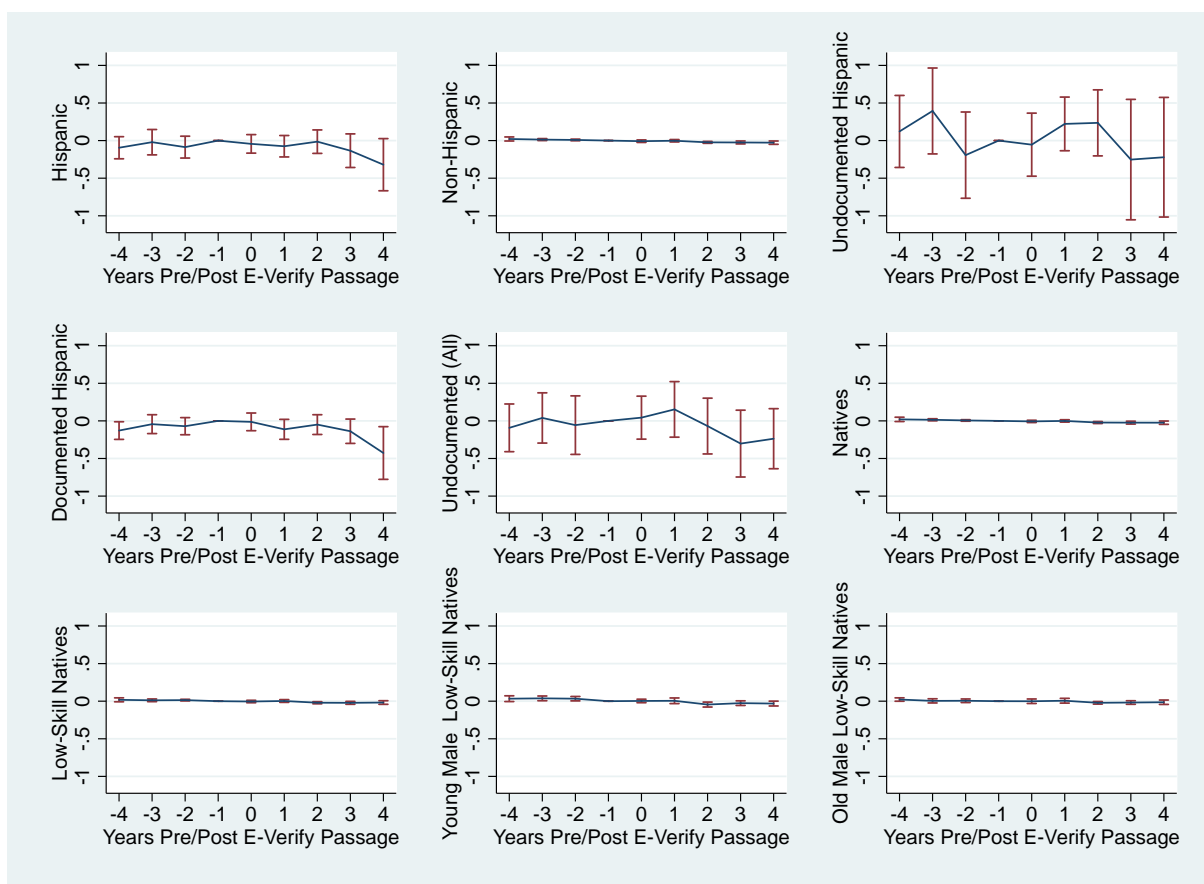 Hispanic
1
.5
0
-.5
-1
-4 -3 -2 -1 0 1 2 3 4
Years Pre/Post E-Verify Passage
Non-Hispanic
1
.5
0
-.5
-1
-4 -3 -2 -1 0 1 2 3 4
Years Pre/Post E-Verify Passage
Undocumented Hispanic
1
.5
0
-.5
-1
-4 -3 -2 -1 0 1 2 3 4
Years Pre/Post E-Verify Passage
Documented Hispanic
1
.5
0
-.5
-1
-4 -3 -2 -1 0 1 2 3 4
Years Pre/Post E-Verify Passage
Undocumented (All)
1
.5
0
-.5
-1
-4 -3 -2 -1 0 1 2 3 4
Years Pre/Post E-Verify Passage
Natives
1
.5
0
-.5
-1
-4 -3 -2 -1 0 1 2 3 4
Years Pre/Post E-Verify Passage
Low-Skill Natives
1
.5
0
-.5
-1
-4 -3 -2 -1 0 1 2 3 4
Years Pre/Post E-Verify Passage
Young Male Low-Skill Natives
1
.5
0
-.5
-1
-4 -3 -2 -1 0 1 2 3 4
Years Pre/Post E-Verify Passage
Old Male Low-Skill Natives
1
.5
0
-.5
-1
-4 -3 -2 -1 0 1 2 3 4
Years Pre/Post E-Verify Passage